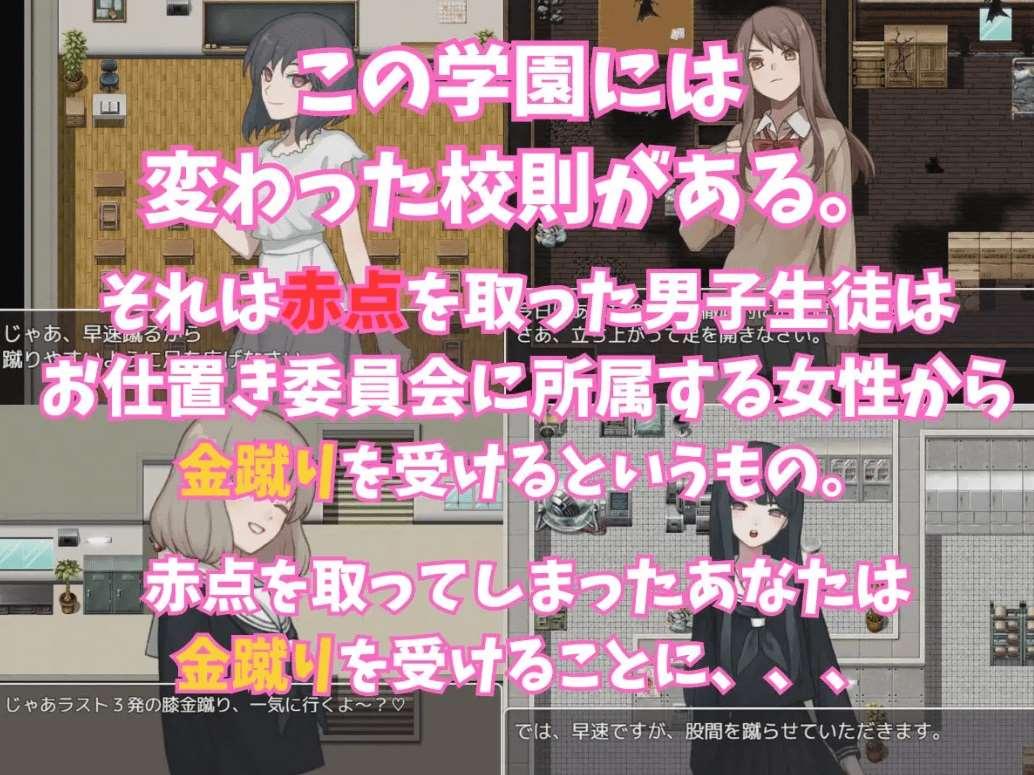 この学園には
変わった校則がある。
それは赤点を取った男子生徒は
じゃあ、早速蹴るから
さあ、立ち上がって足を開きなさい。
お仕置き委員会に所属する女性から
金蹴りを受けるというもの。
赤点を取ってしまったあなたは
金蹴りを受けることに、、、
じゃあラスト３発の膝金蹴り、一気に行くよ～？♡
では、早速ですが、股間を蹴らせていただきます。